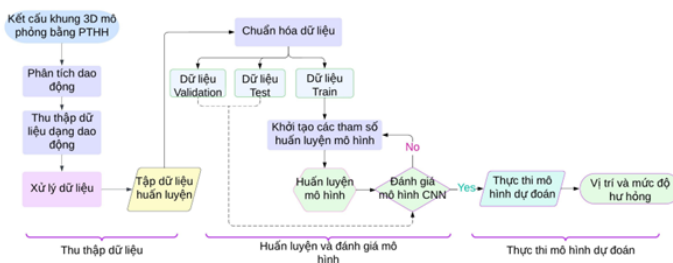 Kết cấu khung 3D mô
phỏng bằng PTHH
Phân tích dao
động
Thu thập dữ
liệu dạng dao
động
Xử lý dữ liệu
Tập dữ liệu
huấn luyện
Chuẩn hóa dữ liệu
Dữ liệu
Validation
Dữ liệu
Test
Dữ liệu
Train
Khởi tạo các tham số
huấn luyện mô hình
No
Huấn luyện
mô hình
Đánh giá
mô hình CNN
Yes
Thực thi mô
hình dự đoán
Vị trí và mức độ
hư hỏng
Thu thập dữ liệu
Huấn luyện và đánh giá mô
hình
Thực thi mô hình dự đoán